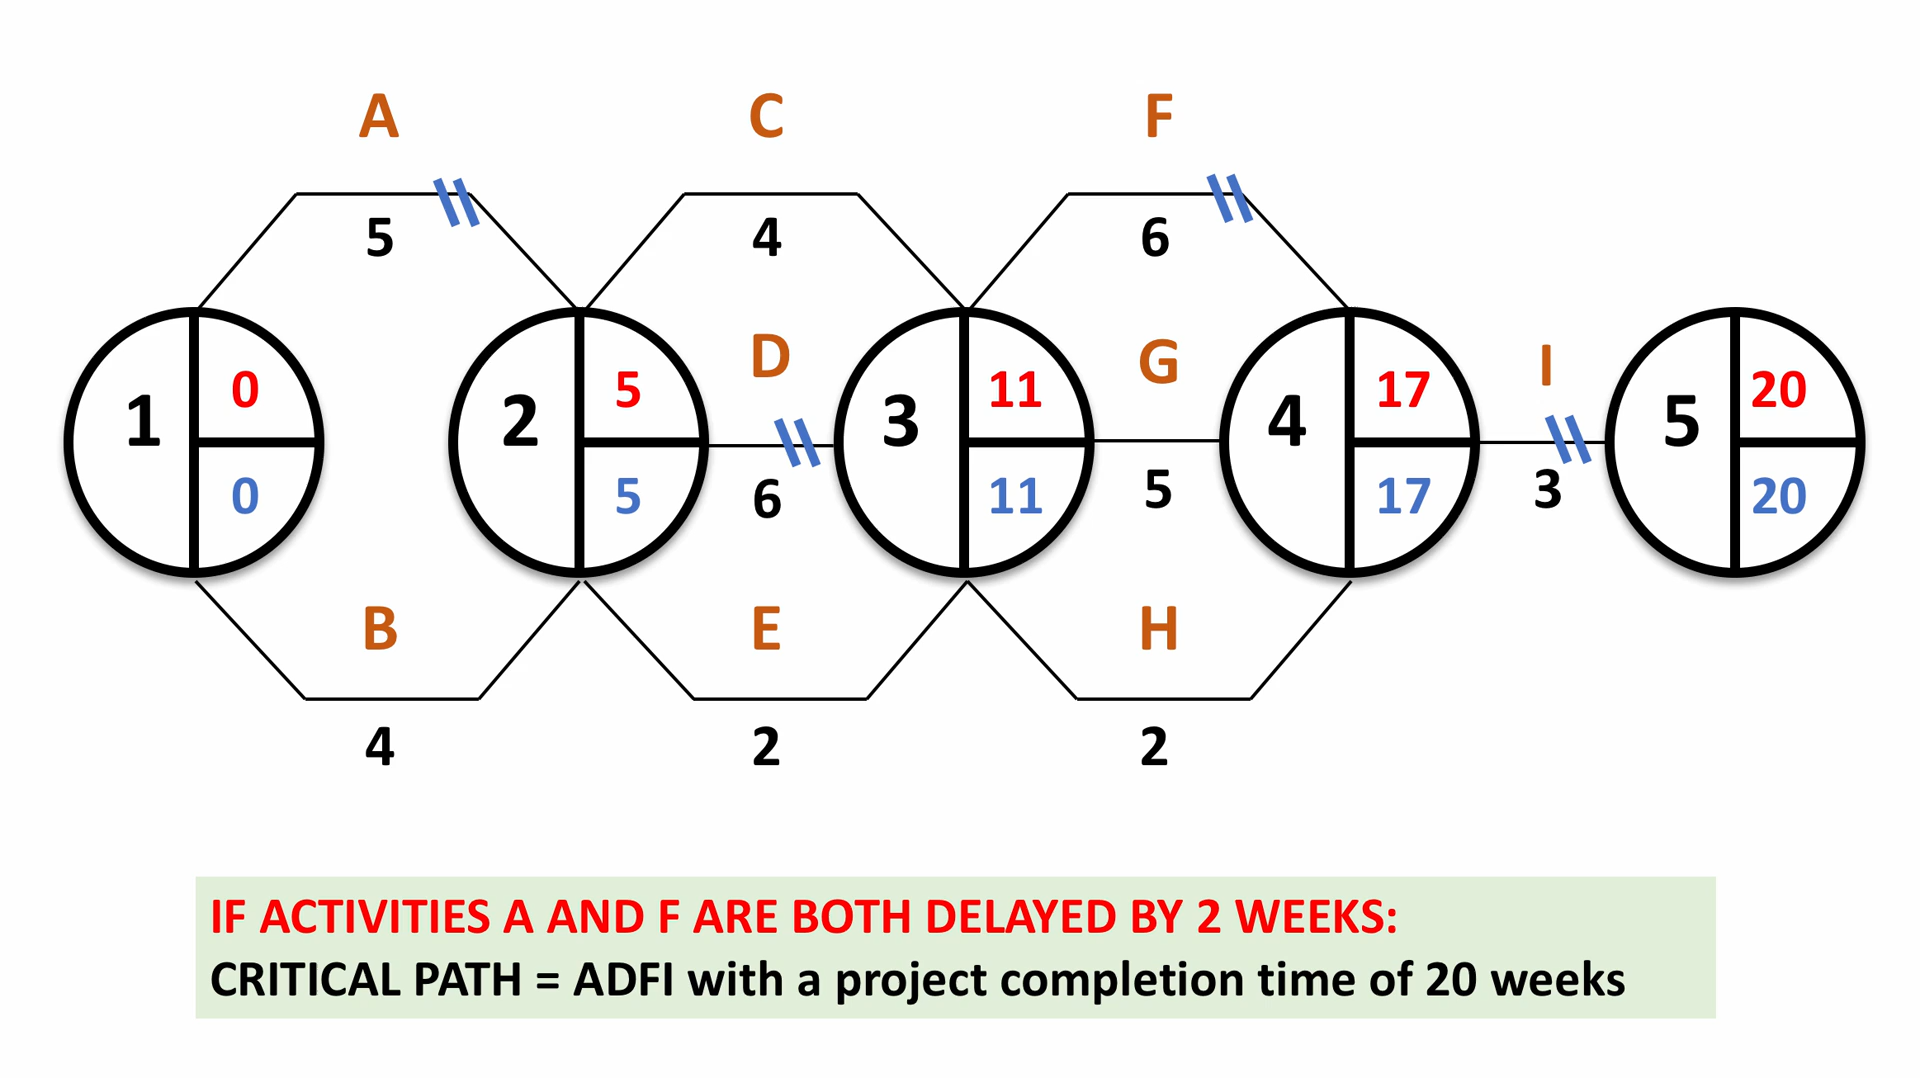 A C F
5 4 6
D G I
1 0 2 5 3 11 4 17 5 20
0 5 11 17 20
6 5 3
B E H
4 2 2
IF ACTIVITIES A AND F ARE BOTH DELAYED BY 2 WEEKS:
CRITICAL PATH = ADFI with a project completion time of 20 weeks